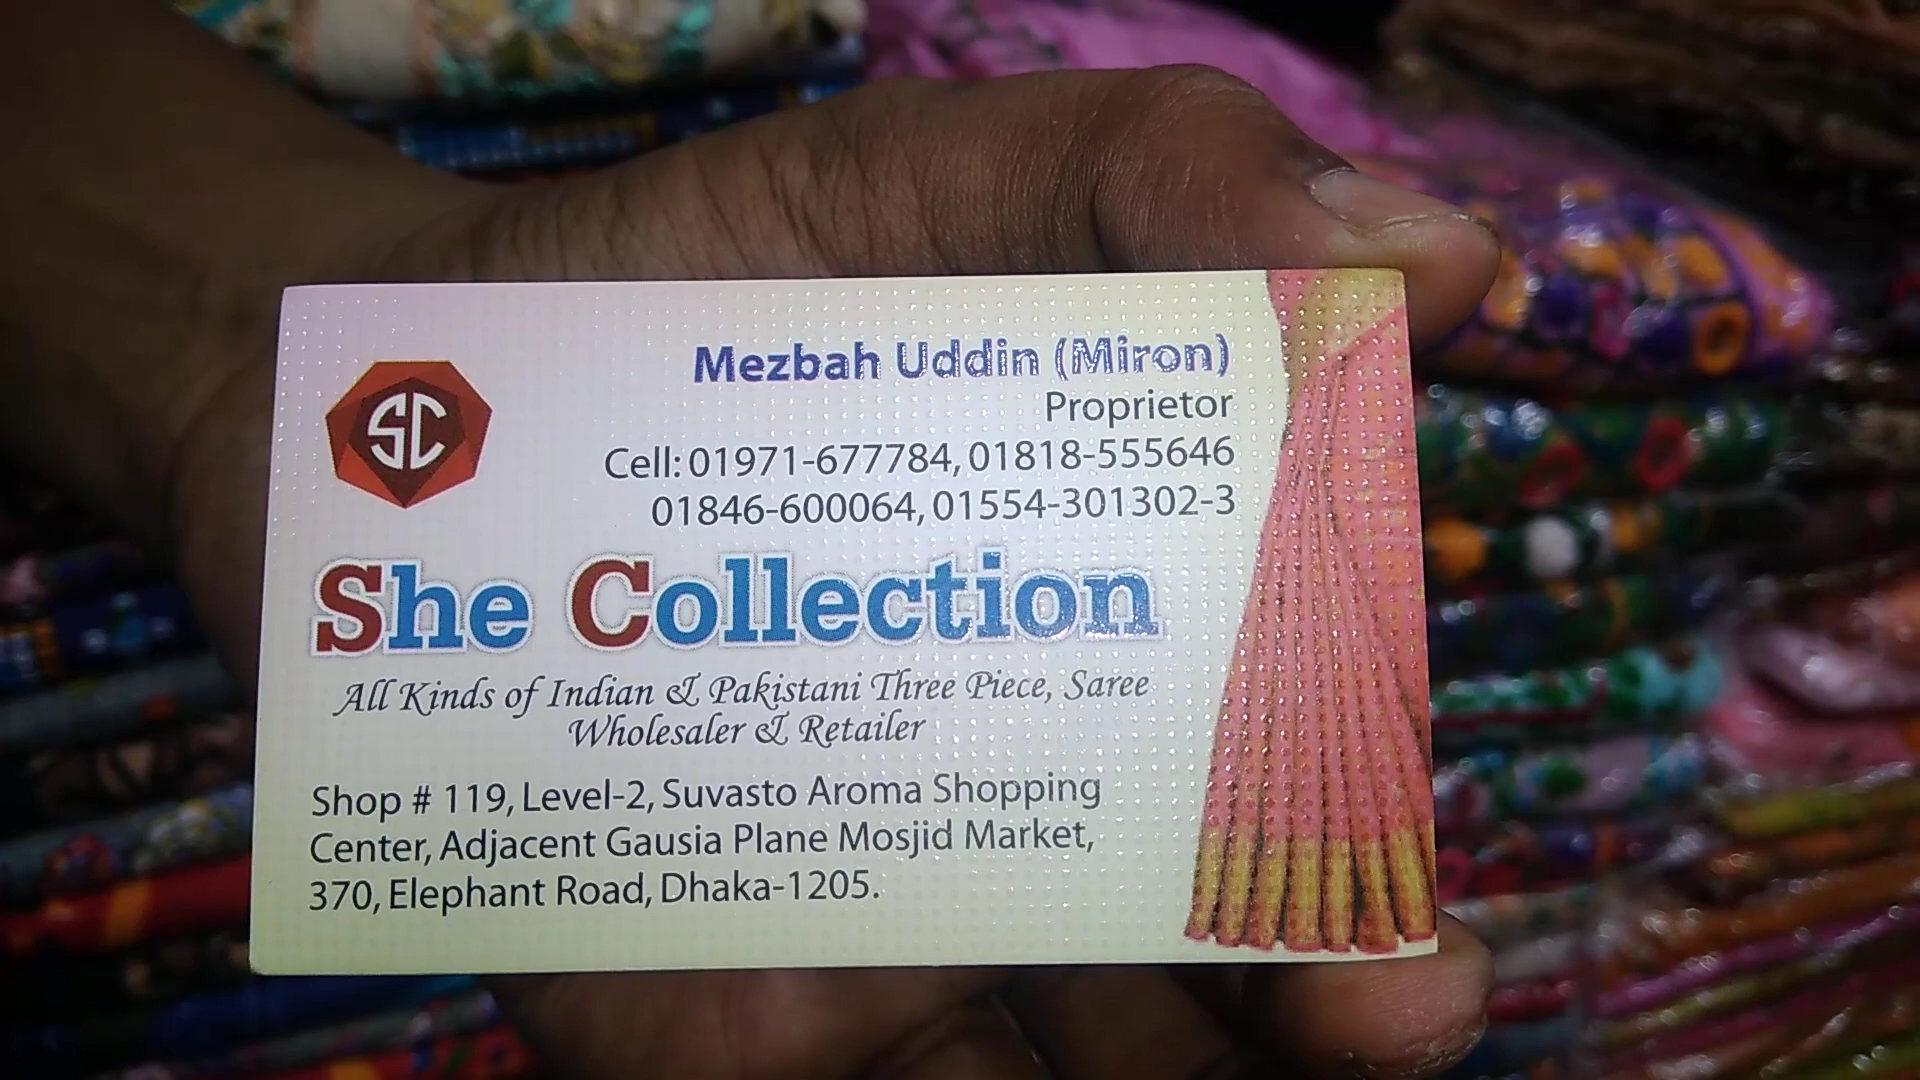 SC
Mezbah Uddin (Miron)
Proprietor
Cell: 01971-677784, 01818-555646
01846-600064, 01554-301302-3
She Collection
All Kinds of Indian & Pakistani Three Piece, Saree
Wholesaler & Retailer
Shop # 119, Level-2, Suvasto Aroma Shopping
Center, Adjacent Gausia Plane Mosjid Market,
370, Elephant Road, Dhaka-1205.